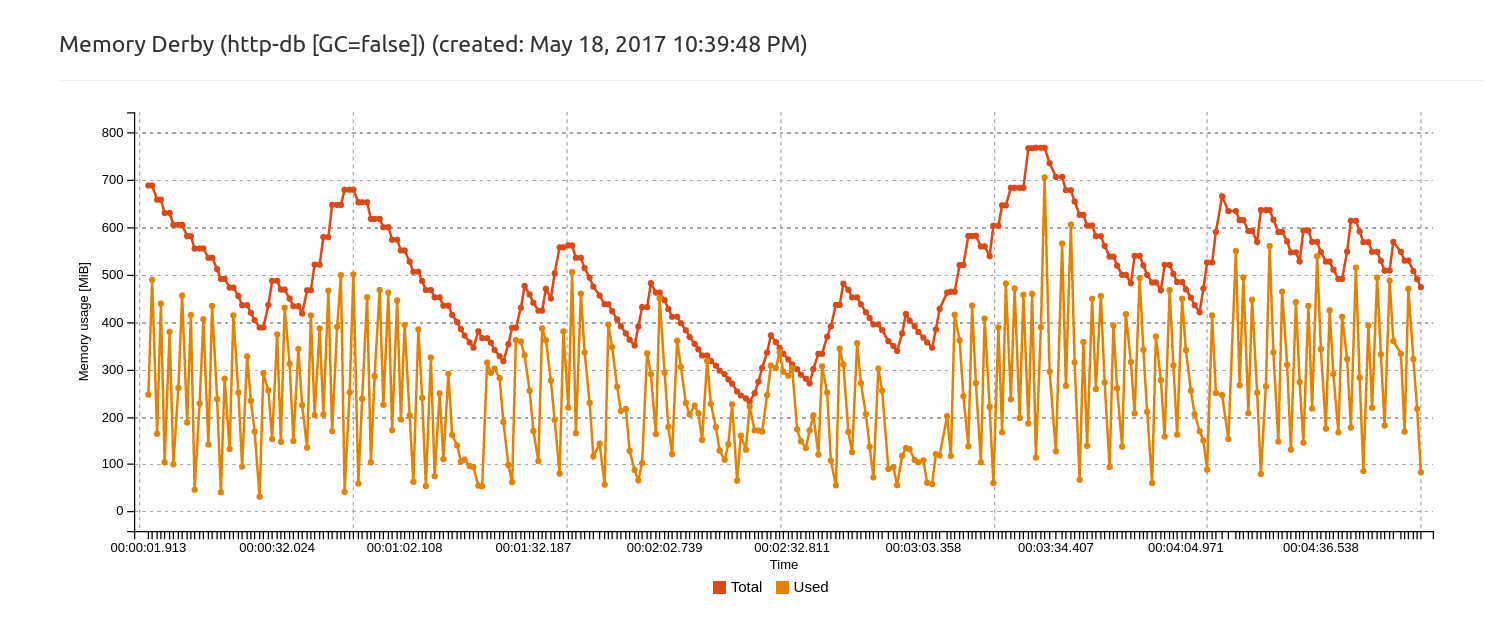 Memory Derby (http-db [GC=false]) (created: May 18, 2017 10:39:48 PM)
800
700
600
500
400
300
200
100
0
Memory usage [MiB]
00:00:01.913 00:00:32.024 00:01:02.108 00:01:32.187 00:02:02.739 00:02:32.811 00:03:03.358 00:03:34.407 00:04:04.971 00:04:36.538
Time
Total Used